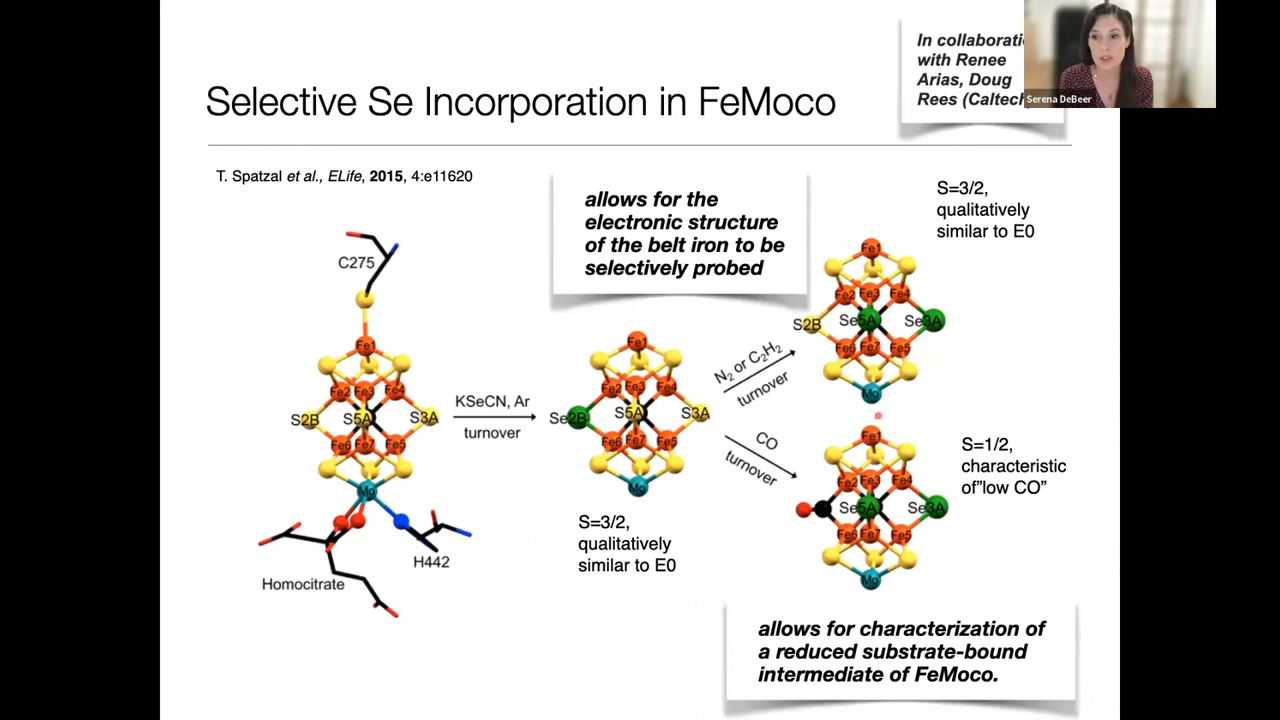 In collaborati
with Renee
Arias, Doug
Rees (Caltech
Serena DeBeer
Selective Se Incorporation in FeMoco
T. Spatzal et al., ELife, 2015, 4:e11620
allows for the
electronic structure
of the belt iron to be
selectively probed
S=3/2,
qualitatively
similar to E0
C275
Fe1
Fe2 Fe3 Fe4
S2B S5A S3A
Fe6 Fe7 Fe5
Mo
Homocitrate
H442
KSeCN, Ar
turnover
Fe1
Fe2 Fe3 Fe4
Se2B S5A S3A
Fe6 Fe7 Fe5
Mo
S=3/2,
qualitatively
similar to E0
N2 or C2H2
turnover
Fe1
Fe2 Fe3 Fe4
S2B Se5A Se3A
Fe6 Fe7 Fe5
Mo
CO
turnover
Fe1
Fe2 Fe3 Fe4
Se5A Se3A
Fe6 Fe7 Fe5
Mo
S=1/2,
characteristic
of"low CO"
allows for characterization of
a reduced substrate-bound
intermediate of FeMoco.